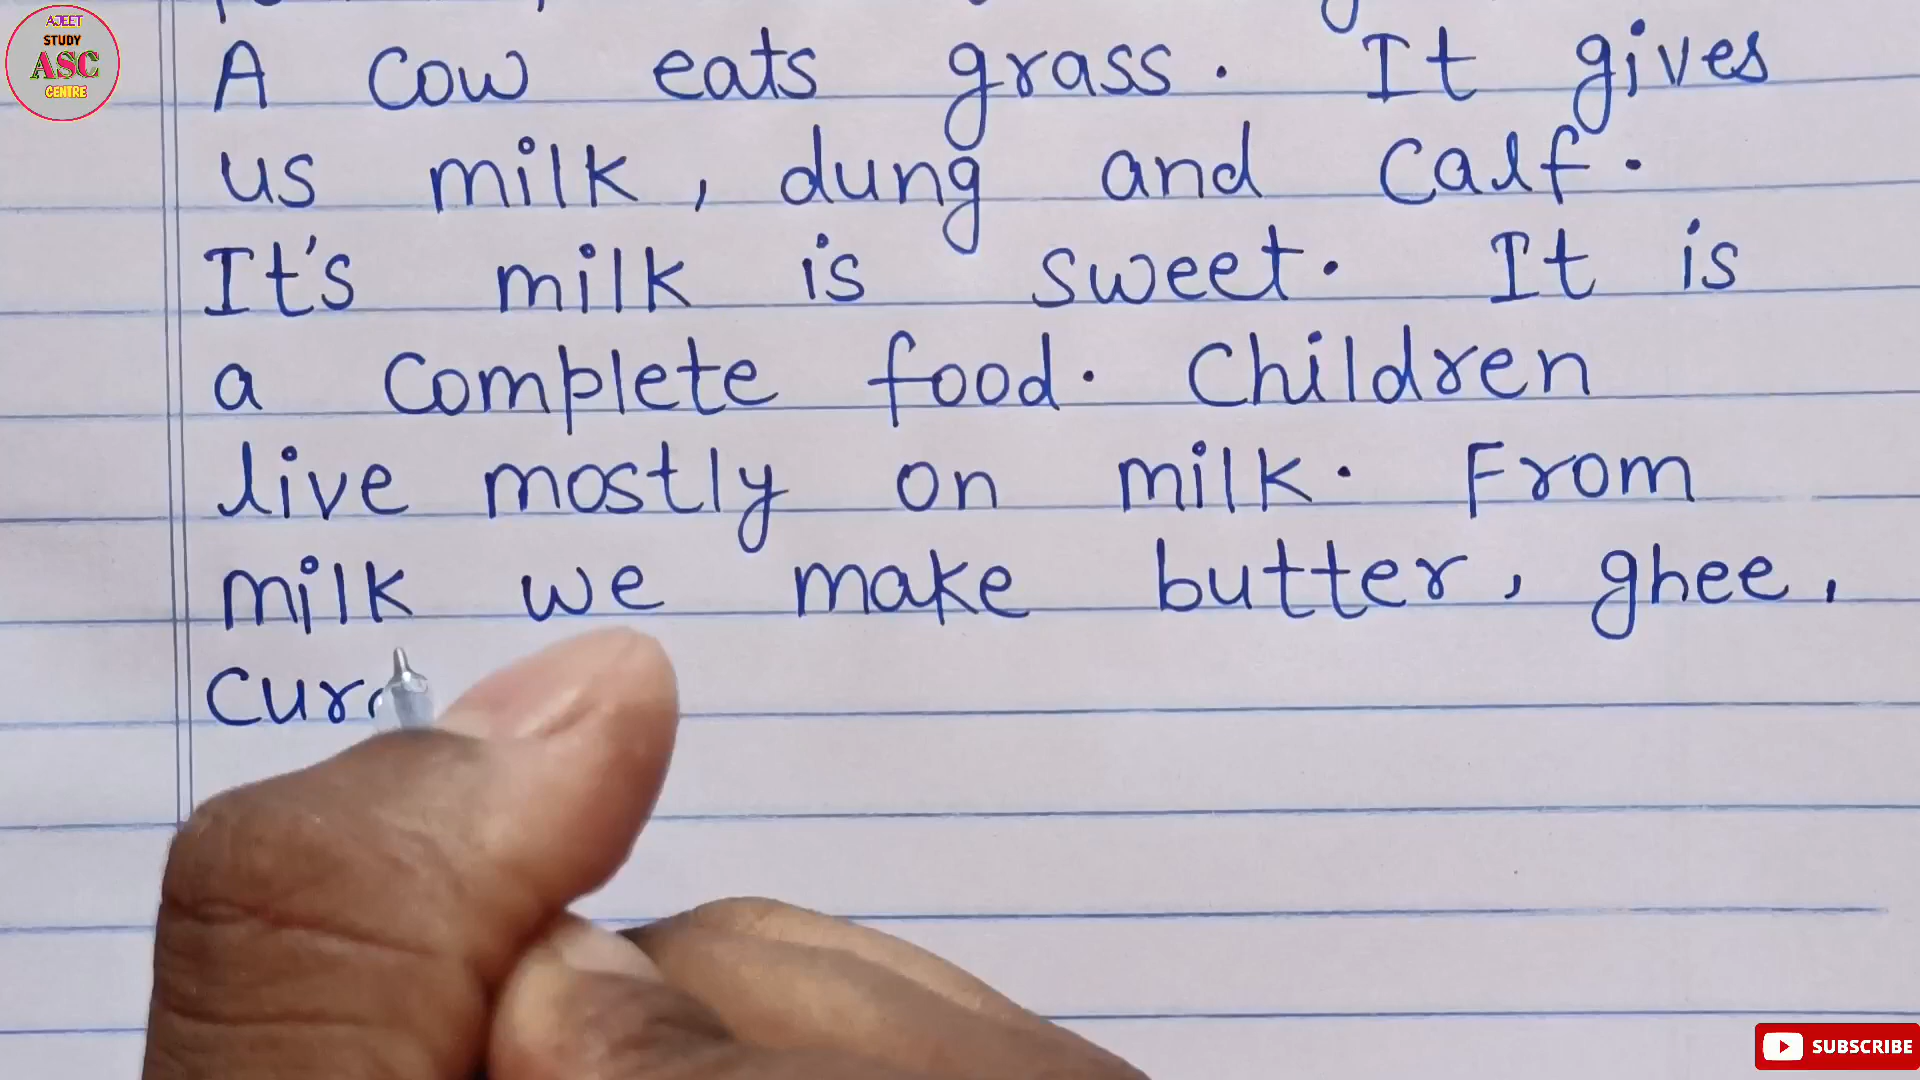 AJEET
STUDY
ASC
CENTRE
A cow eats grass. It gives
us milk, dung and calf.
It's milk is sweet. It is
a complete food. Children
live mostly on milk. From
milk we make butter, ghee,
SUBSCRIBE